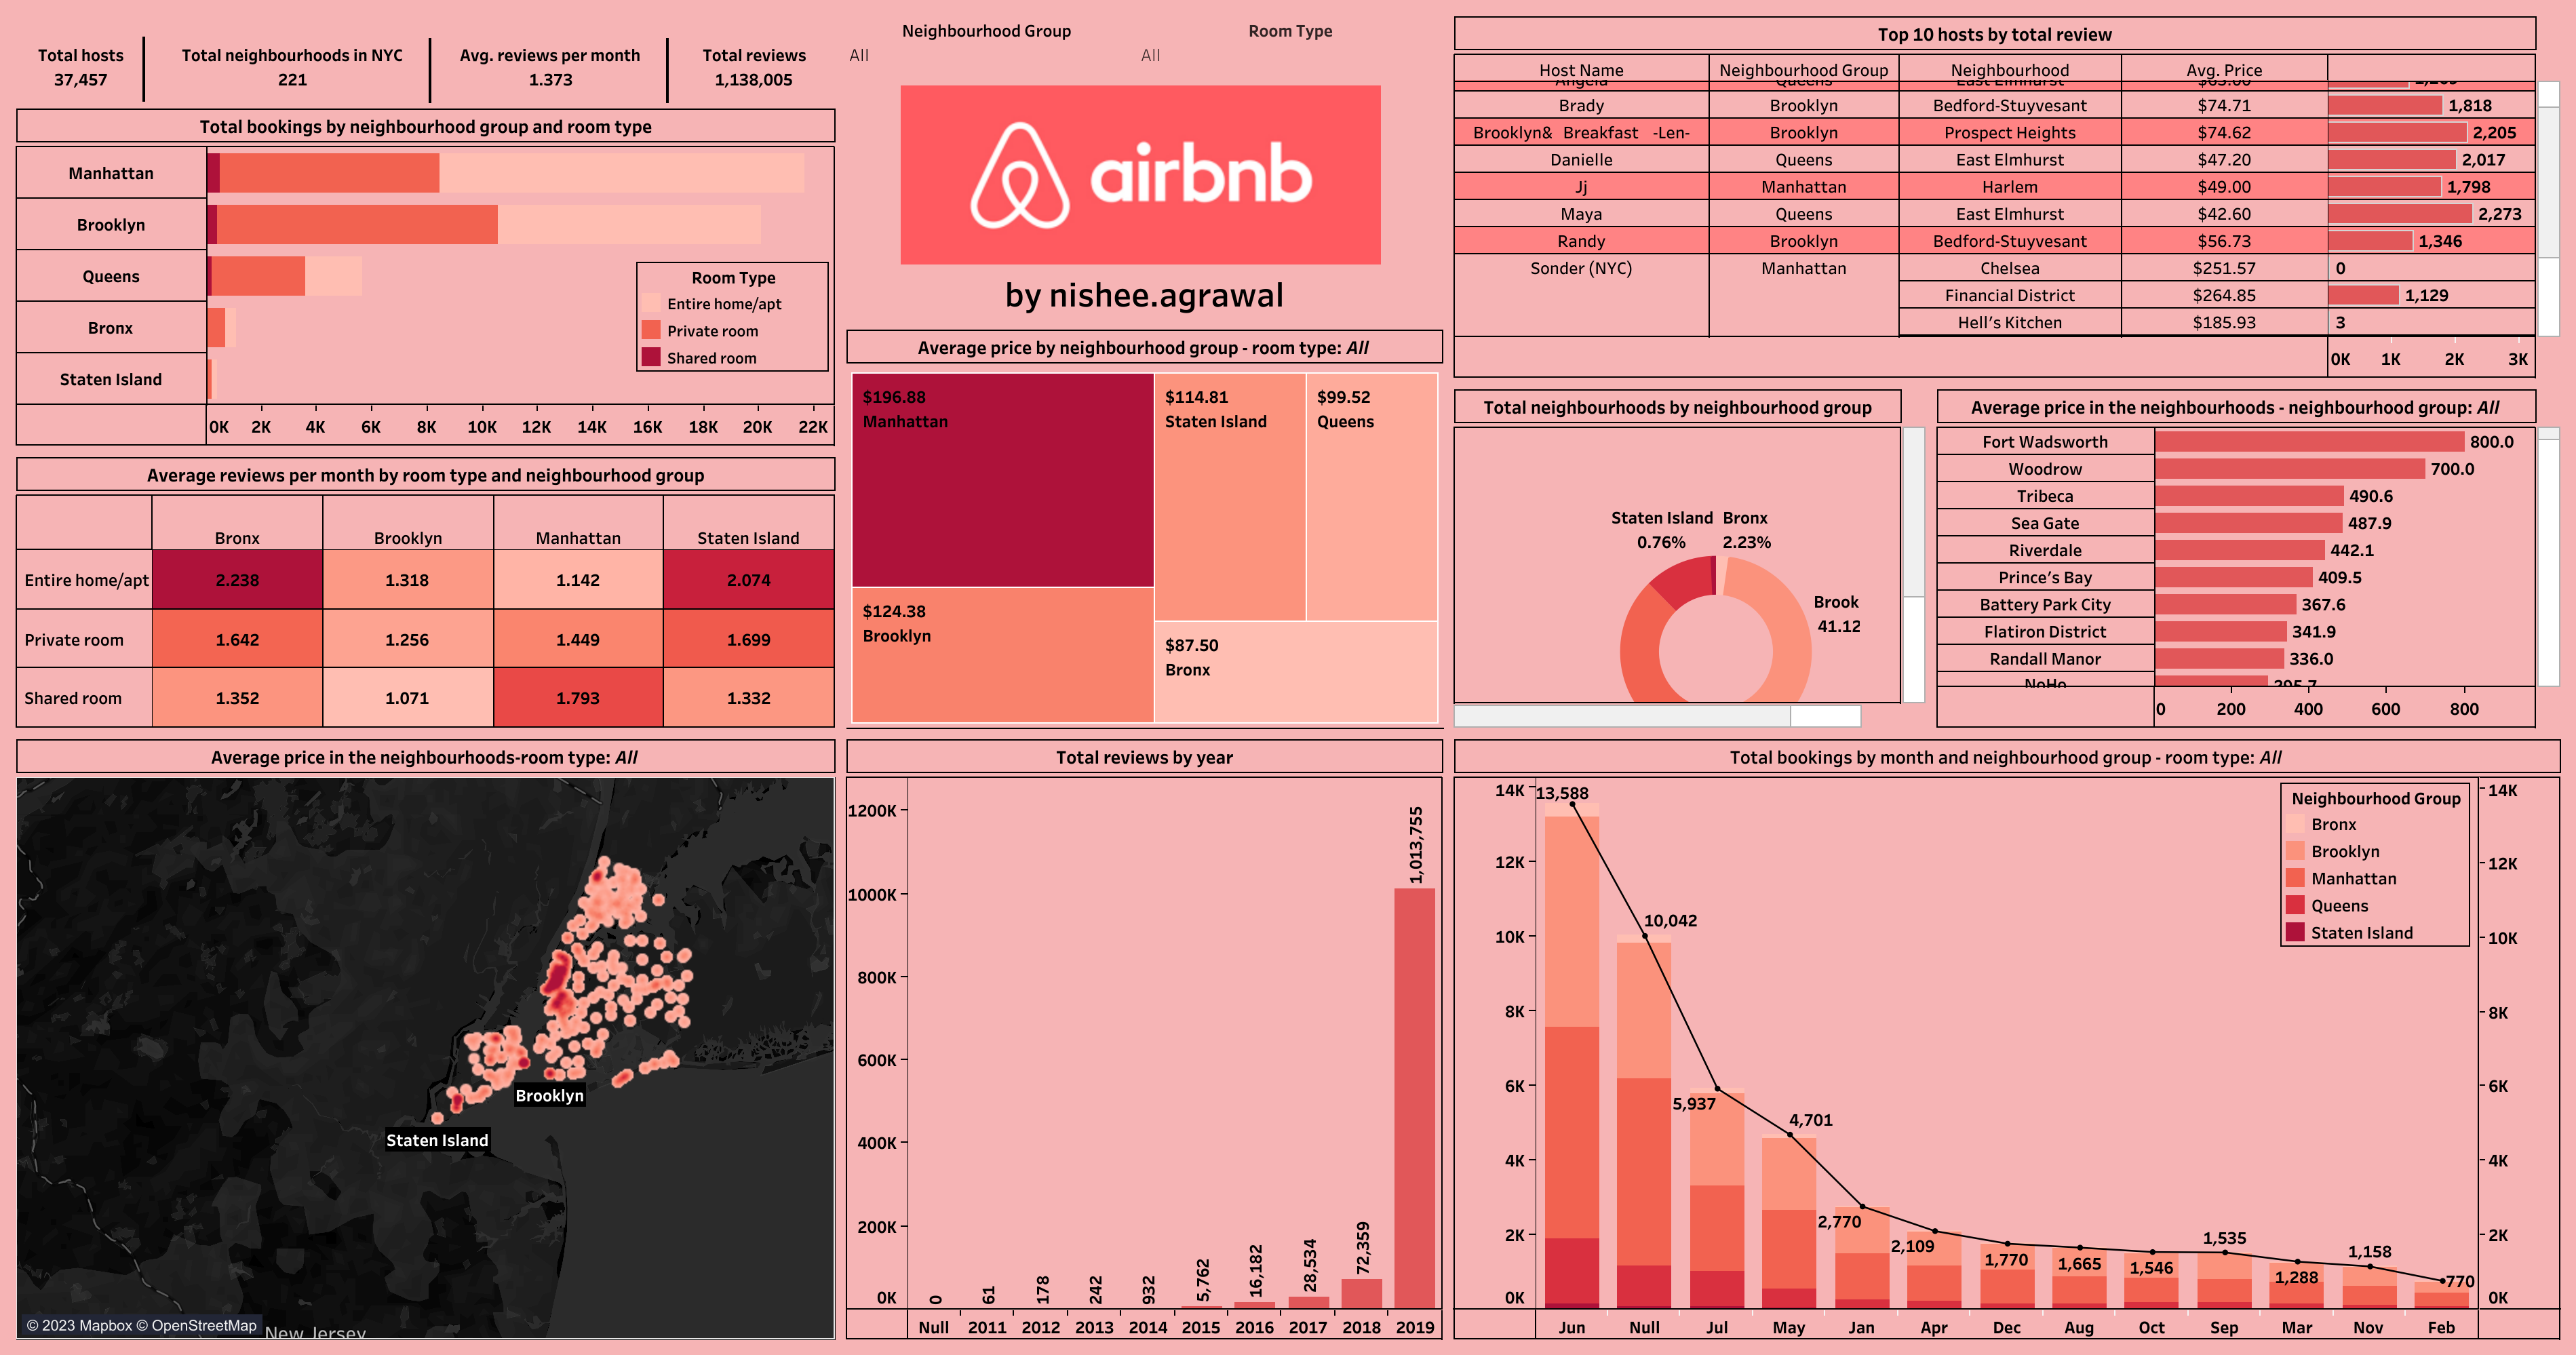 Total hosts
37,457
Total neighbourhoods in NYC
221
Avg. reviews per month
1.373
Total reviews
1,138,005
Total bookings by neighbourhood group and room type
Manhattan
Brooklyn
Queens
Bronx
Staten Island
Room Type
Entire home/apt
Private room
Shared room
0K 2K 4K 6K 8K 10K 12K 14K 16K 18K 20K 22K
Average reviews per month by room type and neighbourhood group
Bronx Brooklyn Manhattan Staten Island
Entire home/apt 2.238 1.318 1.142 2.074
Private room 1.642 1.256 1.449 1.699
Shared room 1.352 1.071 1.793 1.332
Average price in the neighbourhoods-room type: All
Brooklyn
Staten Island
© 2023 Mapbox © OpenStreetMap
New Jersey
Neighbourhood Group
All
Room Type
All
airbnb
by nishee.agrawal
Average price by neighbourhood group - room type: All
$196.88
Manhattan
$114.81
Staten Island
$99.52
Queens
$124.38
Brooklyn
$87.50
Bronx
Total reviews by year
1200K
1000K
800K
600K
400K
200K
0K
0 61 178 242 932 5,762 16,182 28,534 72,359 1,013,755
Null 2011 2012 2013 2014 2015 2016 2017 2018 2019
Top 10 hosts by total review
Host Name Neighbourhood Group Neighbourhood Avg. Price
Angela Queens East Elmhurst
Brady Brooklyn Bedford-Stuyvesant $74.71 1,818
Brooklyn& Breakfast -Len- Brooklyn Prospect Heights $74.62 2,205
Danielle Queens East Elmhurst $47.20 2,017
Jj Manhattan Harlem $49.00 1,798
Maya Queens East Elmhurst $42.60 2,273
Randy Brooklyn Bedford-Stuyvesant $56.73 1,346
Sonder (NYC) Manhattan Chelsea $251.57 0
Financial District $264.85 1,129
Hell's Kitchen $185.93 3
0K 1K 2K 3K
Total neighbourhoods by neighbourhood group
Staten Island
0.76%
Bronx
2.23%
Brook
41.12
Average price in the neighbourhoods - neighbourhood group: All
Fort Wadsworth 800.0
Woodrow 700.0
Tribeca 490.6
Sea Gate 487.9
Riverdale 442.1
Prince's Bay 409.5
Battery Park City 367.6
Flatiron District 341.9
Randall Manor 336.0
NoHo 295.7
0 200 400 600 800
Total bookings by month and neighbourhood group - room type: All
14K
12K
10K
8K
6K
4K
2K
0K
13,588 10,042 5,937 4,701 2,770 2,109 1,770 1,665 1,546 1,535 1,288 1,158 770
Neighbourhood Group
Bronx
Brooklyn
Manhattan
Queens
Staten Island
14K
12K
10K
8K
6K
4K
2K
0K
Jun Null Jul May Jan Apr Dec Aug Oct Sep Mar Nov Feb